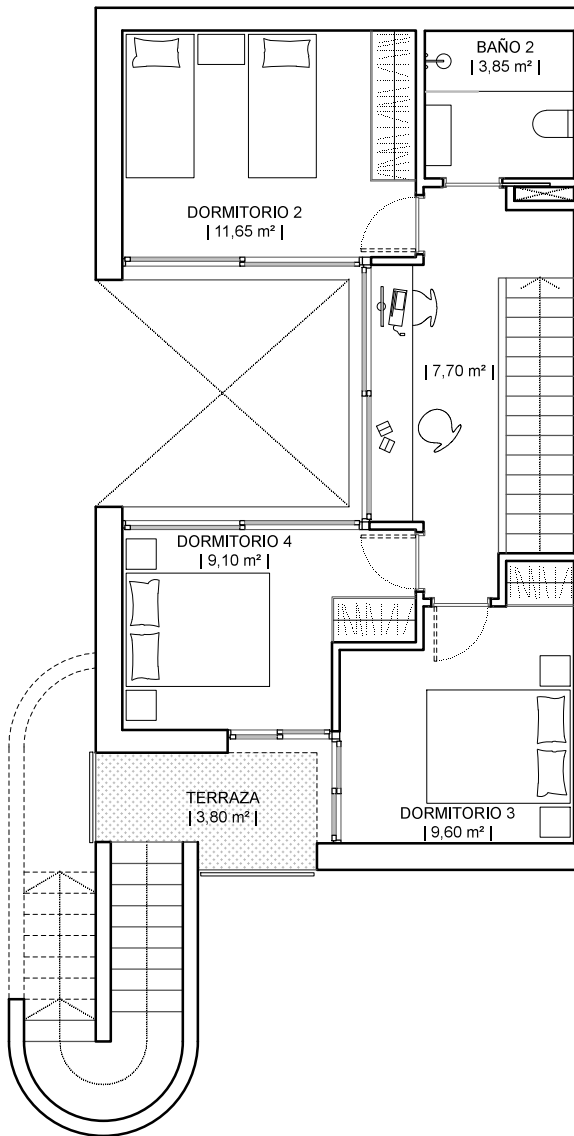 BAÑO 2
| 3,85 m² |
DORMITORIO 2
| 11,65 m² |
| 7,70 m² |
DORMITORIO 4
| 9,10 m² |
TERRAZA
| 3,80 m² |
DORMITORIO 3
| 9,60 m² |